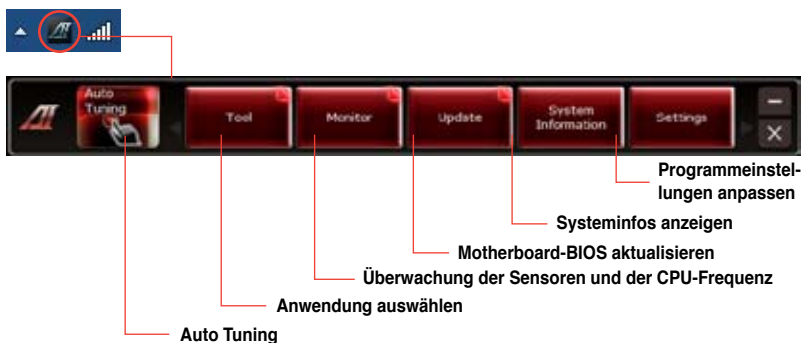 Auto
Tuning
Tool
Monitor
Update
System
Information
Settings
Programmeinstel-
lungen anpassen
Systeminfos anzeigen
Motherboard-BIOS aktualisieren
Überwachung der Sensoren und der CPU-Frequenz
Anwendung auswählen
Auto Tuning